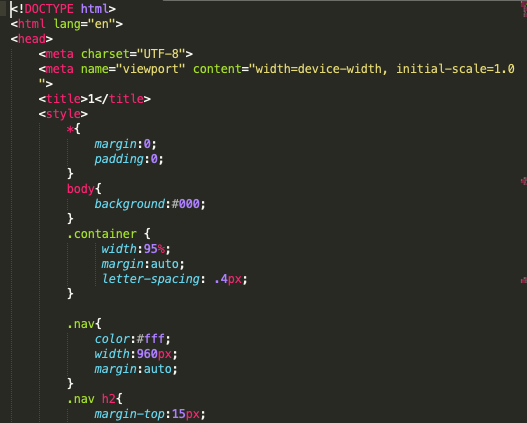 <!DOCTYPE html>
<html lang="en">
<head>
    <meta charset="UTF-8">
    <meta name="viewport" content="width=device-width, initial-scale=1.0
    ">
    <title>1</title>
    <style>
        *{
            margin:0;
            padding:0;
        }
        body{
            background:#000;
        }
        .container {
             width:95%;
             margin:auto;
             letter-spacing: .4px;
        }

        .nav{
            color:#fff;
            width:960px;
            margin:auto;
        }
        .nav h2{
            margin-top:15px;